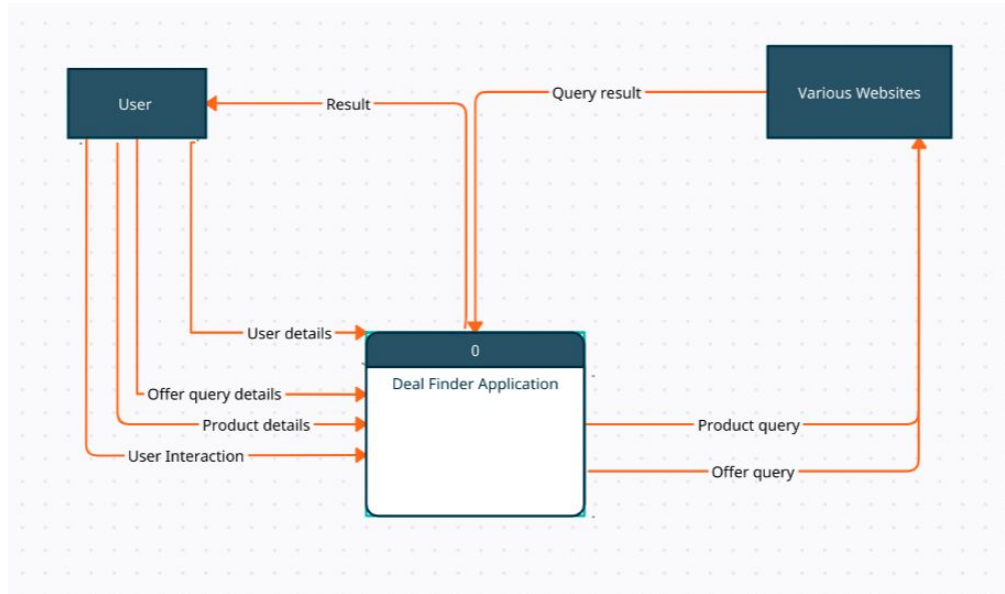 User
Result
Query result
Various Websites
User details
0
Deal Finder Application
Offer query details
Product details
Product query
User Interaction
Offer query